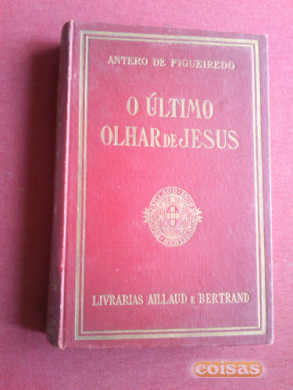 ANTERO DE FIGUEIREDO
O ÚLTIMO
OLHAR DE JESUS
LIVRARIAS AILLAUD E BERTRAND
coisas